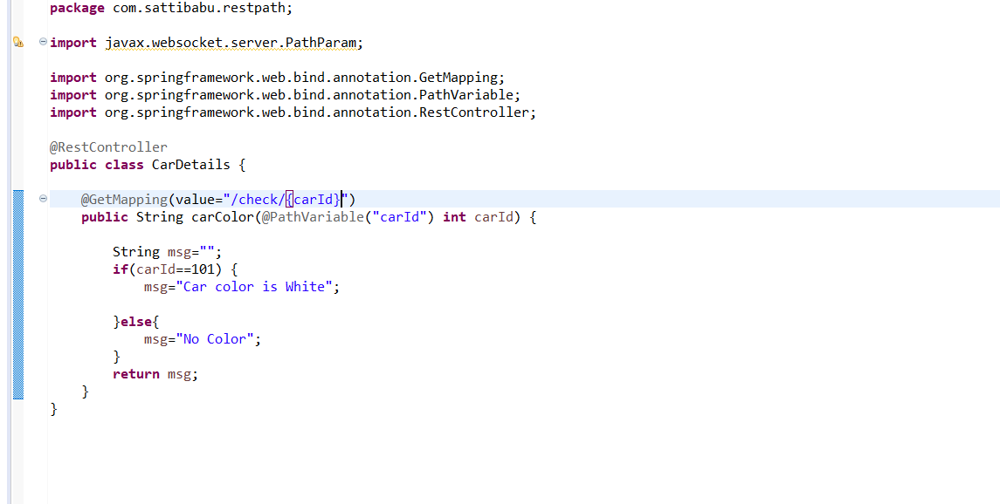 package com.sattibabu.restpath;
import javax.websocket.server.PathParam;
import org.springframework.web.bind.annotation.GetMapping;
import org.springframework.web.bind.annotation.PathVariable;
import org.springframework.web.bind.annotation.RestController;
@RestController
public class CarDetails {
@GetMapping(value="/check/{carId}")
public String carColor(@PathVariable("carId") int carId) {
String msg="";
if(carId==101) {
msg="Car color is White";
}else{
msg="No Color";
}
return msg;
}
}